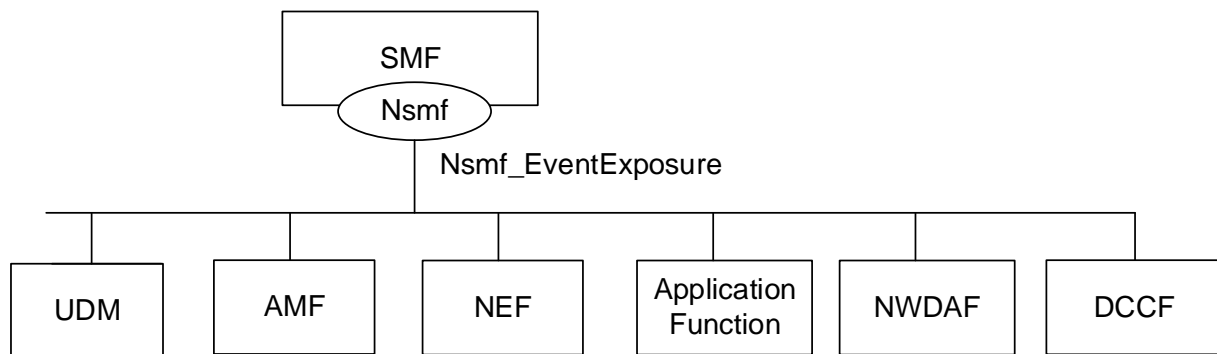 SMF
Nsmf
Nsmf_EventExposure
UDM
AMF
NEF
Application
Function
NWDAF
DCCF